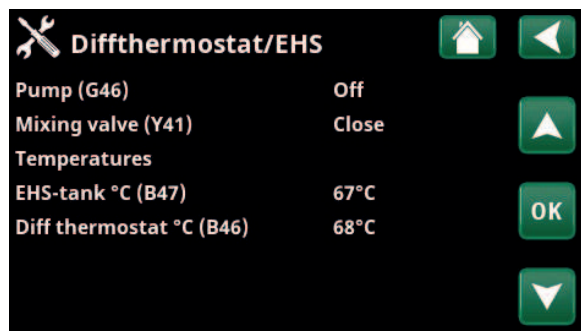 Diffthermostat/EHS
Pump (G46) Off
Mixing valve (Y41) Close
Temperatures
EHS-tank °C (B47) 67°C
OK
Diff thermostat °C (B46) 68°C